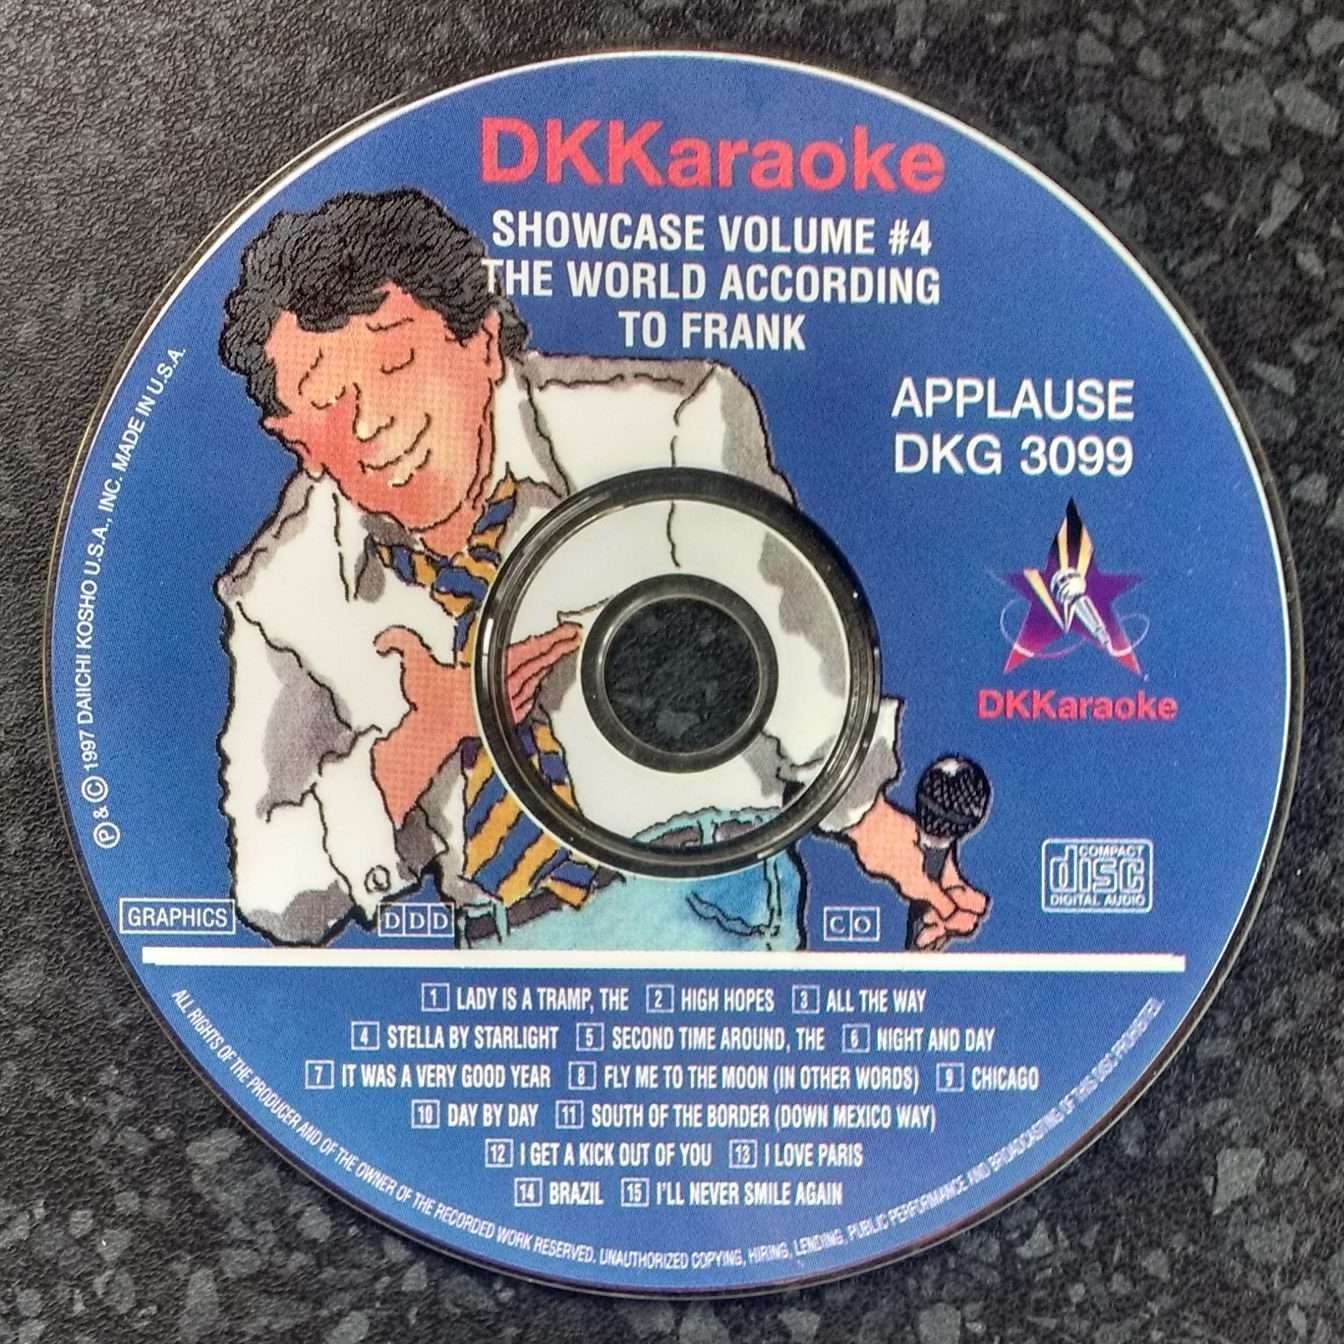 DKKaraoke
SHOWCASE VOLUME #4
THE WORLD ACCORDING
TO FRANK
APPLAUSE
DKG 3099
DKKaraoke
Ⓟ & © 1997 DAIICHI KOSHO U.S.A., INC. MADE IN U.S.A.
COMPACT
disc
DIGITAL AUDIO
GRAPHICS
DDD
CO
1 LADY IS A TRAMP, THE 2 HIGH HOPES 3 ALL THE WAY
4 STELLA BY STARLIGHT 5 SECOND TIME AROUND, THE 6 NIGHT AND DAY
7 IT WAS A VERY GOOD YEAR 8 FLY ME TO THE MOON (IN OTHER WORDS) 9 CHICAGO
10 DAY BY DAY 11 SOUTH OF THE BORDER (DOWN MEXICO WAY)
12 I GET A KICK OUT OF YOU 13 I LOVE PARIS
14 BRAZIL 15 I'LL NEVER SMILE AGAIN
ALL RIGHTS OF THE PRODUCER AND OF THE OWNER OF THE RECORDED WORK RESERVED. UNAUTHORIZED COPYING, HIRING, LENDING, PUBLIC PERFORMANCE AND BROADCASTING OF THIS DISC PROHIBITED.